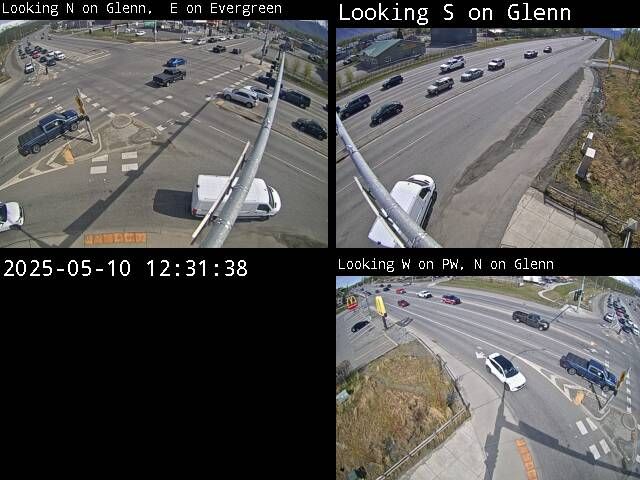 Looking N on Glenn,  E on Evergreen
Looking S on Glenn
2025-05-10 12:31:38
Looking W on PW, N on Glenn